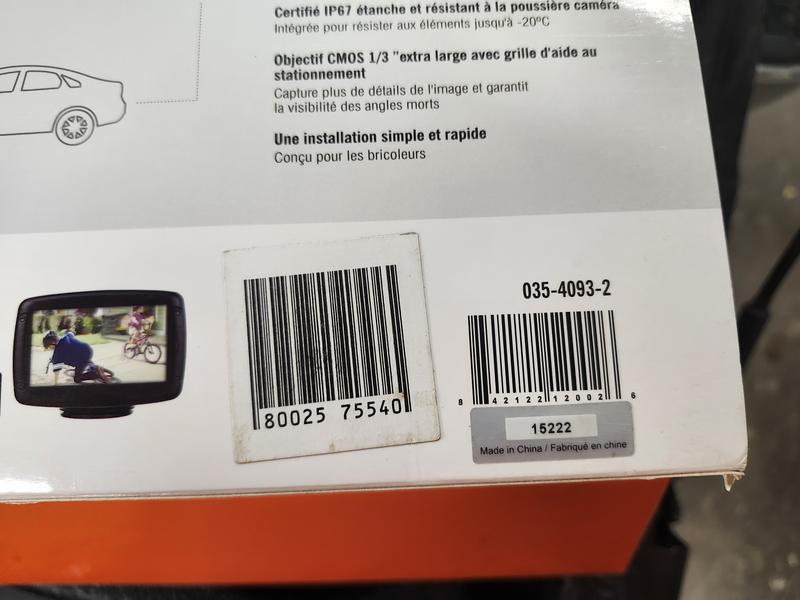 Certifié IP67 étanche et résistant à la poussière caméra
Intégrée pour résister aux éléments jusqu'à -20ºC
Objectif CMOS 1/3 "extra large avec grille d'aide au
stationnement
Capture plus de détails de l'image et garantit
la visibilité des angles morts
Une installation simple et rapide
Conçu pour les bricoleurs
80025 75540
035-4093-2
8 42122 12002 6
15222
Made in China / Fabriqué en chine